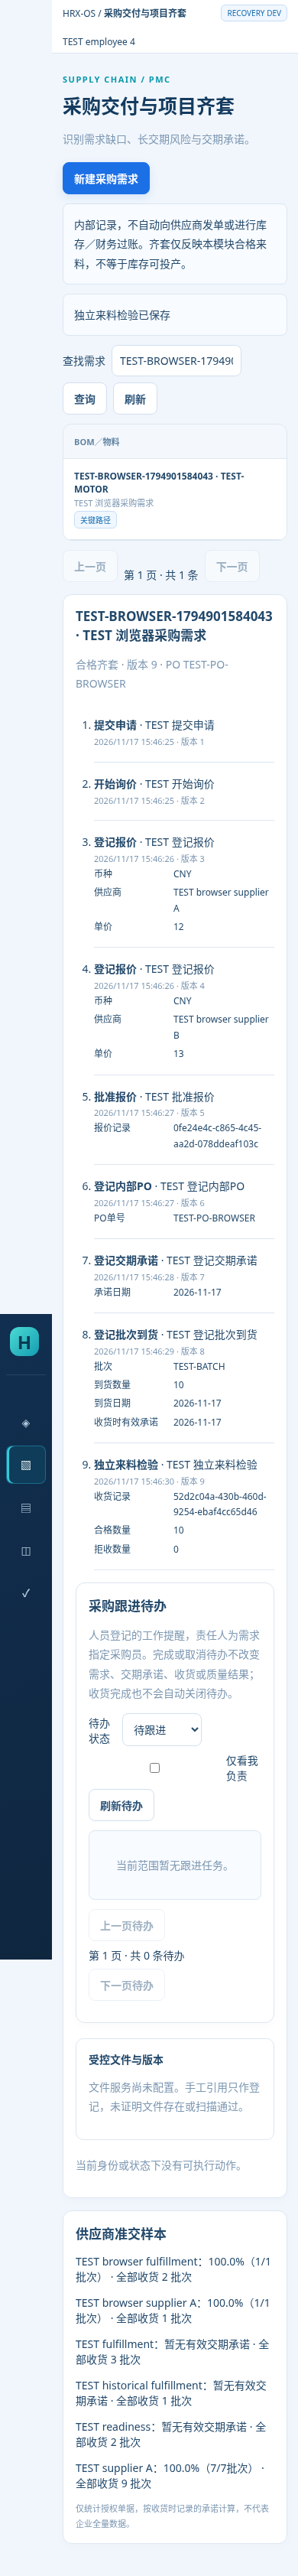 HRX-OS / 采购交付与项目齐套
RECOVERY DEV
TEST employee 4
SUPPLY CHAIN / PMC
采购交付与项目齐套
识别需求缺口、长交期风险与交期承诺。
新建采购需求
内部记录，不自动向供应商发单或进行库
存／财务过账。齐套仅反映本模块合格来
料，不等于库存可投产。
独立来料检验已保存
查找需求 TEST-BROWSER-179490
查询 刷新
BOM／物料
TEST-BROWSER-1794901584043 · TEST-
MOTOR
TEST 浏览器采购需求
关键路径
上一页 第 1 页 · 共 1 条 下一页
TEST-BROWSER-1794901584043
· TEST 浏览器采购需求
合格齐套 · 版本 9 · PO TEST-PO-
BROWSER
1. 提交申请 · TEST 提交申请
2026/11/17 15:46:25 · 版本 1
2. 开始询价 · TEST 开始询价
2026/11/17 15:46:25 · 版本 2
3. 登记报价 · TEST 登记报价
2026/11/17 15:46:26 · 版本 3
币种 CNY
供应商 TEST browser supplier
A
单价 12
4. 登记报价 · TEST 登记报价
2026/11/17 15:46:26 · 版本 4
币种 CNY
供应商 TEST browser supplier
B
单价 13
5. 批准报价 · TEST 批准报价
2026/11/17 15:46:27 · 版本 5
报价记录 0fe24e4c-c865-4c45-
aa2d-078ddeaf103c
6. 登记内部PO · TEST 登记内部PO
2026/11/17 15:46:27 · 版本 6
PO单号 TEST-PO-BROWSER
7. 登记交期承诺 · TEST 登记交期承诺
2026/11/17 15:46:28 · 版本 7
承诺日期 2026-11-17
8. 登记批次到货 · TEST 登记批次到货
2026/11/17 15:46:29 · 版本 8
批次 TEST-BATCH
到货数量 10
到货日期 2026-11-17
收货时有效承诺 2026-11-17
9. 独立来料检验 · TEST 独立来料检验
2026/11/17 15:46:30 · 版本 9
收货记录 52d2c04a-430b-460d-
9254-ebaf4cc65d46
合格数量 10
拒收数量 0
H
采购跟进待办
人员登记的工作提醒，责任人为需求
指定采购员。完成或取消待办不改变
需求、交期承诺、收货或质量结果；
收货完成也不会自动关闭待办。
待办
状态 待跟进
仅看我
负责
刷新待办
当前范围暂无跟进任务。
上一页待办
第 1 页 · 共 0 条待办
下一页待办
受控文件与版本
文件服务尚未配置。手工引用只作登
记，未证明文件存在或扫描通过。
当前身份或状态下没有可执行动作。
供应商准交样本
TEST browser fulfillment：100.0%（1/1
批次） · 全部收货 2 批次
TEST browser supplier A：100.0%（1/1
批次） · 全部收货 1 批次
TEST fulfillment：暂无有效交期承诺 · 全
部收货 3 批次
TEST historical fulfillment：暂无有效交
期承诺 · 全部收货 1 批次
TEST readiness：暂无有效交期承诺 · 全
部收货 2 批次
TEST supplier A：100.0%（7/7批次） ·
全部收货 9 批次
仅统计授权单据，按收货时记录的承诺计算，不代表
企业全量数据。